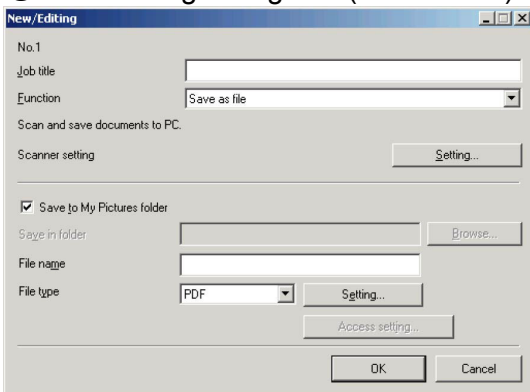 New/Editing
No.1
Job title
Function Save as file
Scan and save documents to PC.
Scanner setting Setting...
Save to My Pictures folder
Save in folder Browse...
File name
File type PDF Setting...
Access setting...
OK Cancel